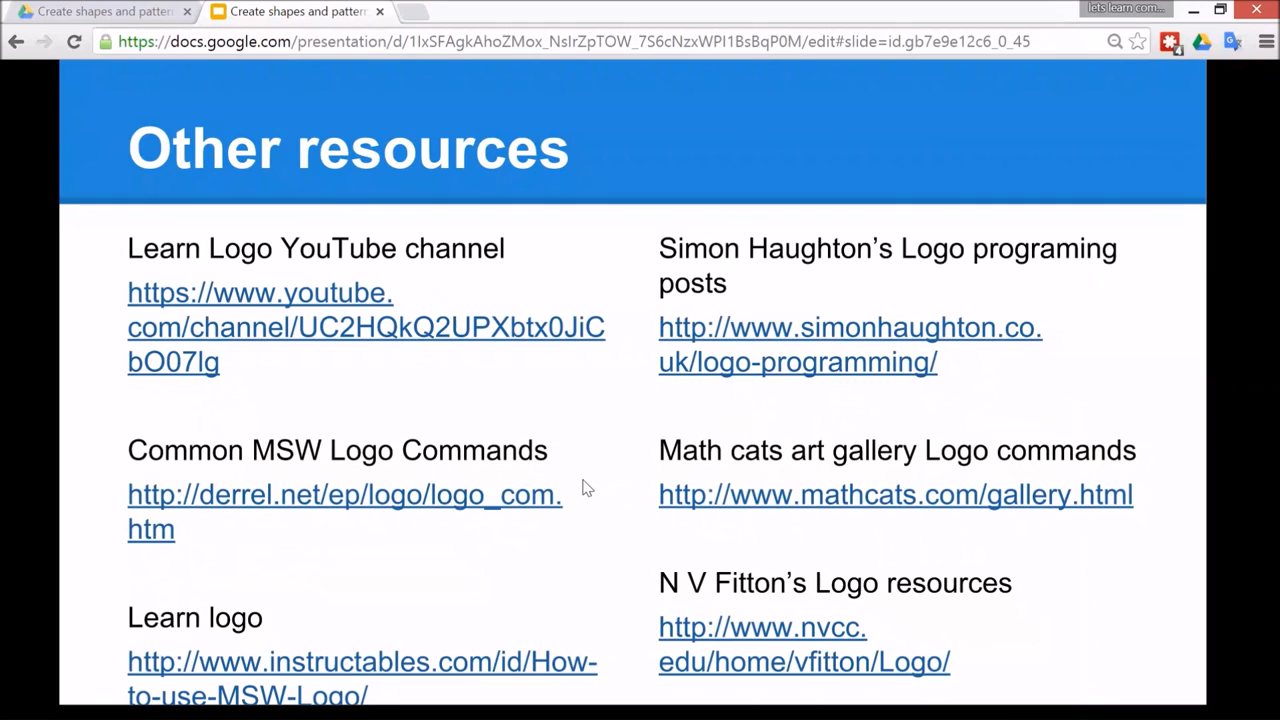 Create shapes and pattern
Create shapes and pattern
lets learn com...
https://docs.google.com/presentation/d/1IxSFAgkAhoZMox_NsIrZpTOW_7S6cNzxWPI1BsBqP0M/edit#slide=id.gb7e9e12c6_0_45
4
Other resources
Learn Logo YouTube channel
https://www.youtube.
com/channel/UC2HQkQ2UPXbtx0JiC
bO07lg
Common MSW Logo Commands
http://derrel.net/ep/logo/logo_com.
htm
Learn logo
http://www.instructables.com/id/How-
to-use-MSW-Logo/
Simon Haughton’s Logo programing
posts
http://www.simonhaughton.co.
uk/logo-programming/
Math cats art gallery Logo commands
http://www.mathcats.com/gallery.html
N V Fitton’s Logo resources
http://www.nvcc.
edu/home/vfitton/Logo/